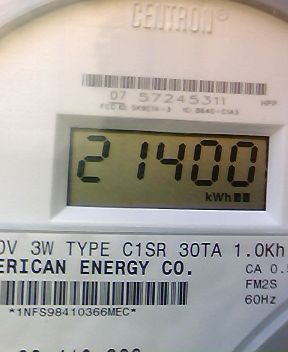 CENTRON®
07 57245311 HPP
21400
kWh
0V 3W TYPE C1SR 30TA 1.0Kh
ERICAN ENERGY CO.
CA 0.5
FM2S
60Hz
*1NFS98410366MEC*